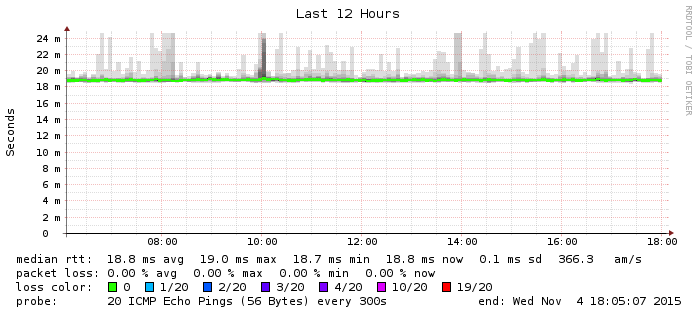 Last 12 Hours
RRDTOOL / TOBI OETIKER
Seconds
24 m
22 m
20 m
18 m
16 m
14 m
12 m
10 m
8 m
6 m
4 m
2 m
0
08:00 10:00 12:00 14:00 16:00 18:00
median rtt: 18.8 ms avg 19.0 ms max 18.7 ms min 18.8 ms now 0.1 ms sd 366.3 am/s
packet loss: 0.00 % avg 0.00 % max 0.00 % min 0.00 % now
loss color: 0 1/20 2/20 3/20 4/20 10/20 19/20
probe: 20 ICMP Echo Pings (56 Bytes) every 300s end: Wed Nov 4 18:05:07 2015